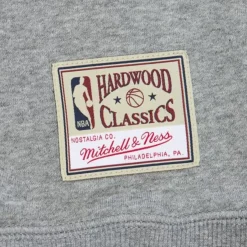 HARDWOOD
CLASSICS
NBA
NOSTALGIA CO.
Mitchell & Ness
PHILADELPHIA, PA.